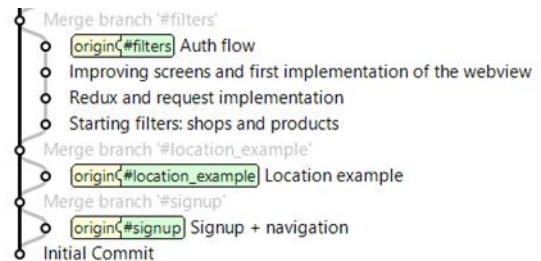 Merge branch '#filters'
origin #filters Auth flow
Improving screens and first implementation of the webview
Redux and request implementation
Starting filters: shops and products
Merge branch '#location_example'
origin #location_example Location example
Merge branch '#signup'
origin #signup Signup + navigation
Initial Commit